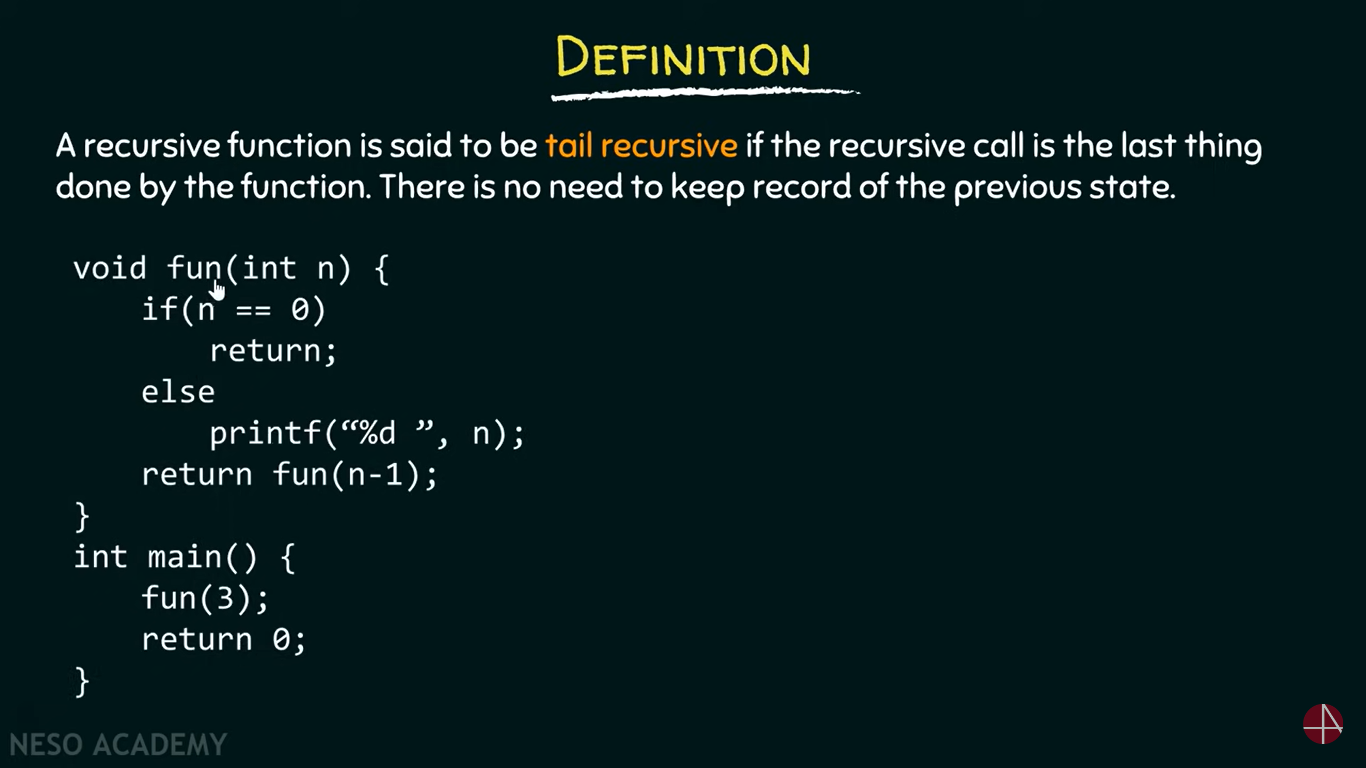 DEFINITION
A recursive function is said to be tail recursive if the recursive call is the last thing
done by the function. There is no need to keep record of the previous state.
void fun(int n) {
if(n == 0)
return;
else
printf(“%d ”, n);
return fun(n-1);
}
int main() {
fun(3);
return 0;
}
NESO ACADEMY